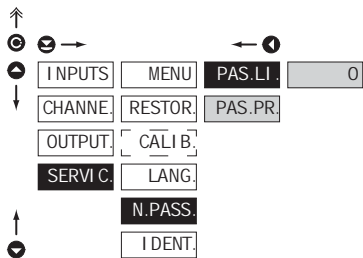 INPUTS MENU PAS.LI. 0
CHANNE. RESTOR. PAS.PR.
OUTPUT. CALIB.
SERVIC. LANG.
N.PASS.
IDENT.